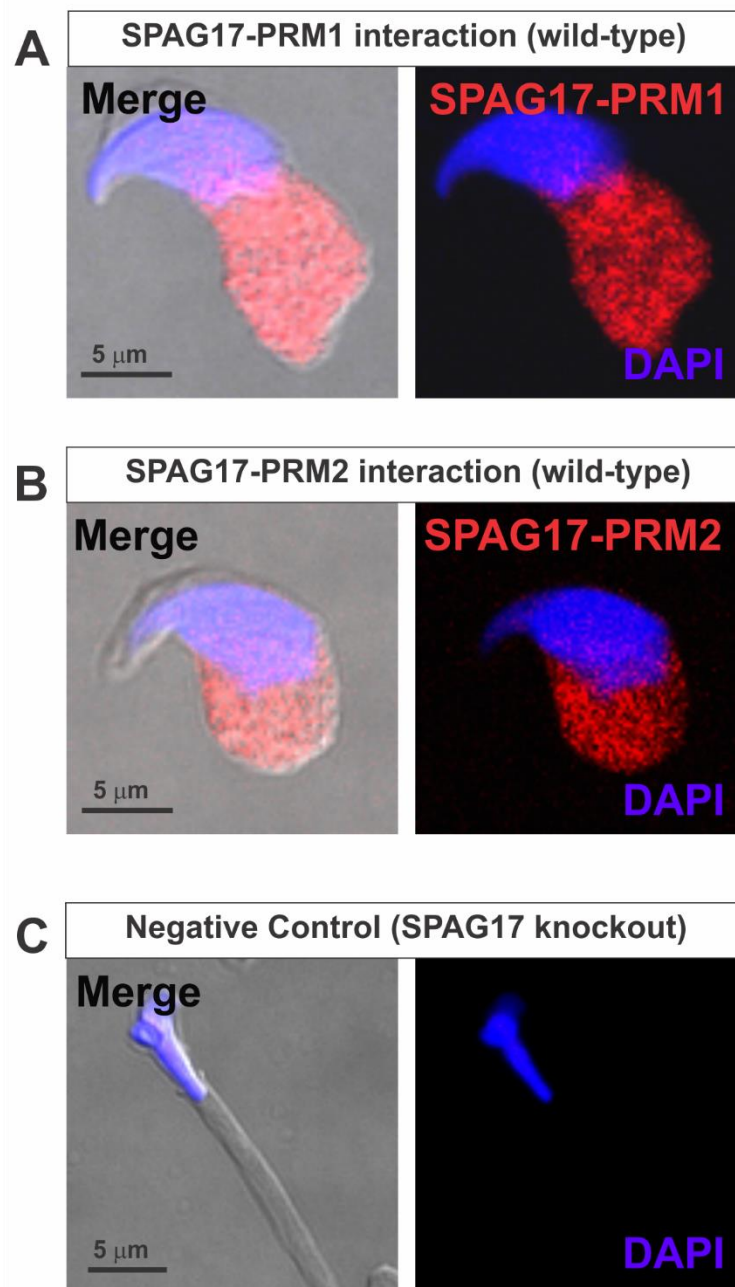 A
SPAG17-PRM1 interaction (wild-type)
Merge
SPAG17-PRM1
5 μm
DAPI
B
SPAG17-PRM2 interaction (wild-type)
Merge
SPAG17-PRM2
5 μm
DAPI
C
Negative Control (SPAG17 knockout)
Merge
5 μm
DAPI